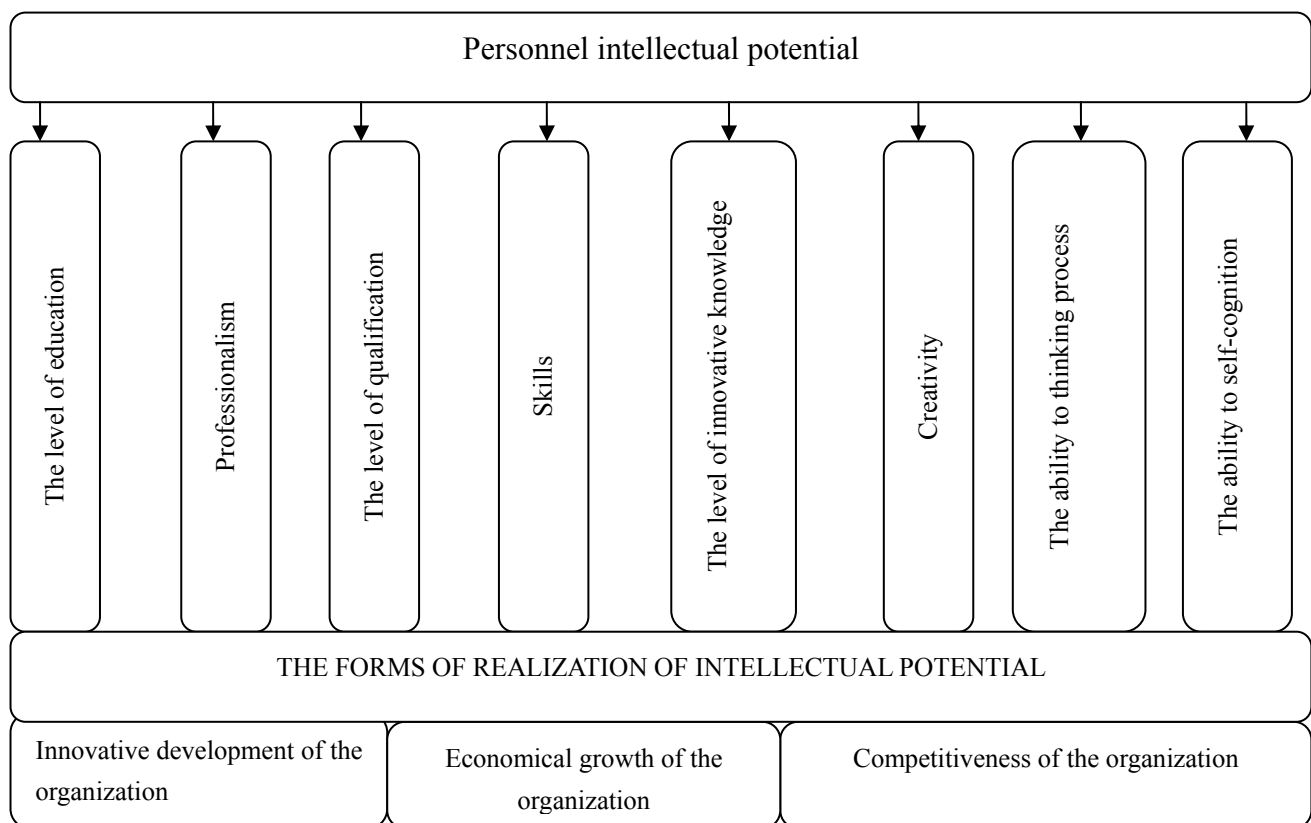 Personnel intellectual potential
The level of education
Professionalism
The level of qualification
Skills
The level of innovative knowledge
Creativity
The ability to thinking process
The ability to self-cognition
THE FORMS OF REALIZATION OF INTELLECTUAL POTENTIAL
Innovative development of the
organization
Economical growth of the
organization
Competitiveness of the organization